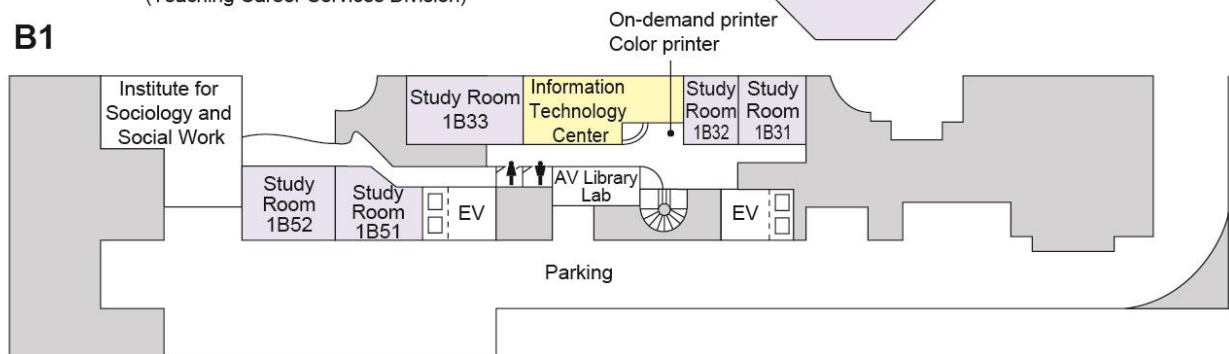 (Teaching Career Services Division)
B1
On-demand printer
Color printer
Institute for
Sociology and
Social Work
Study Room
1B33
Information
Technology
Center
Study
Room
1B32
Study
Room
1B31
Study
Room
1B52
Study
Room
1B51
EV
AV Library
Lab
EV
Parking